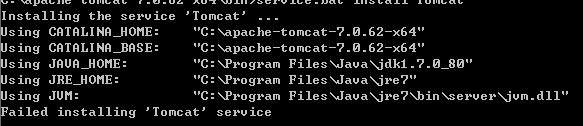 C:\apache-tomcat-7.0.62-x64\bin>service.bat install Tomcat
Installing the service 'Tomcat' ...
Using CATALINA_HOME:    "C:\apache-tomcat-7.0.62-x64"
Using CATALINA_BASE:    "C:\apache-tomcat-7.0.62-x64"
Using JAVA_HOME:        "C:\Program Files\Java\jdk1.7.0_80"
Using JRE_HOME:         "C:\Program Files\Java\jre7"
Using JVM:              "C:\Program Files\Java\jre7\bin\server\jvm.dll"
Failed installing 'Tomcat' service